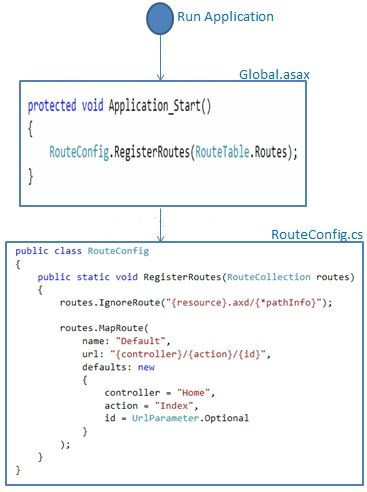 Run Application
Global.asax
protected void Application_Start()
{
RouteConfig.RegisterRoutes(RouteTable.Routes);
}
RouteConfig.cs
public class RouteConfig
{
public static void RegisterRoutes(RouteCollection routes)
{
routes.IgnoreRoute("{resource}.axd/{*pathInfo}");
routes.MapRoute(
name: "Default",
url: "{controller}/{action}/{id}",
defaults: new
{
controller = "Home",
action = "Index",
id = UrlParameter.Optional
}
);
}
}